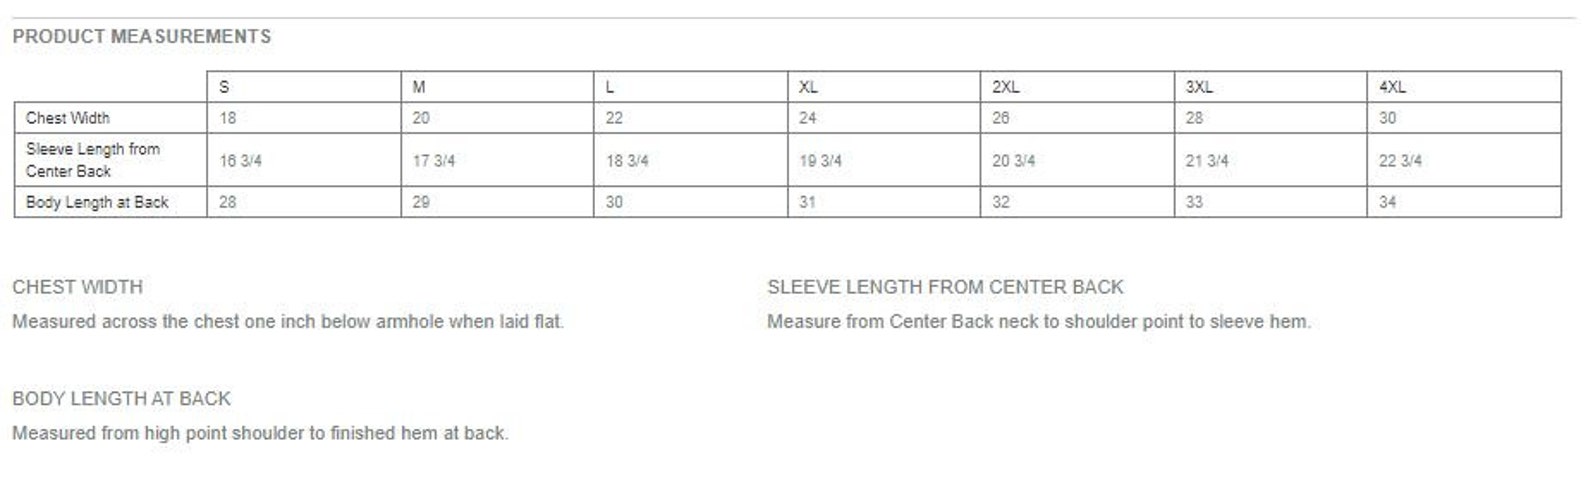 PRODUCT MEASUREMENTS
S M L XL 2XL 3XL 4XL
Chest Width 18 20 22 24 26 28 30
Sleeve Length from
Center Back 16 3/4 17 3/4 18 3/4 19 3/4 20 3/4 21 3/4 22 3/4
Body Length at Back 28 29 30 31 32 33 34
CHEST WIDTH
Measured across the chest one inch below armhole when laid flat.
SLEEVE LENGTH FROM CENTER BACK
Measure from Center Back neck to shoulder point to sleeve hem.
BODY LENGTH AT BACK
Measured from high point shoulder to finished hem at back.